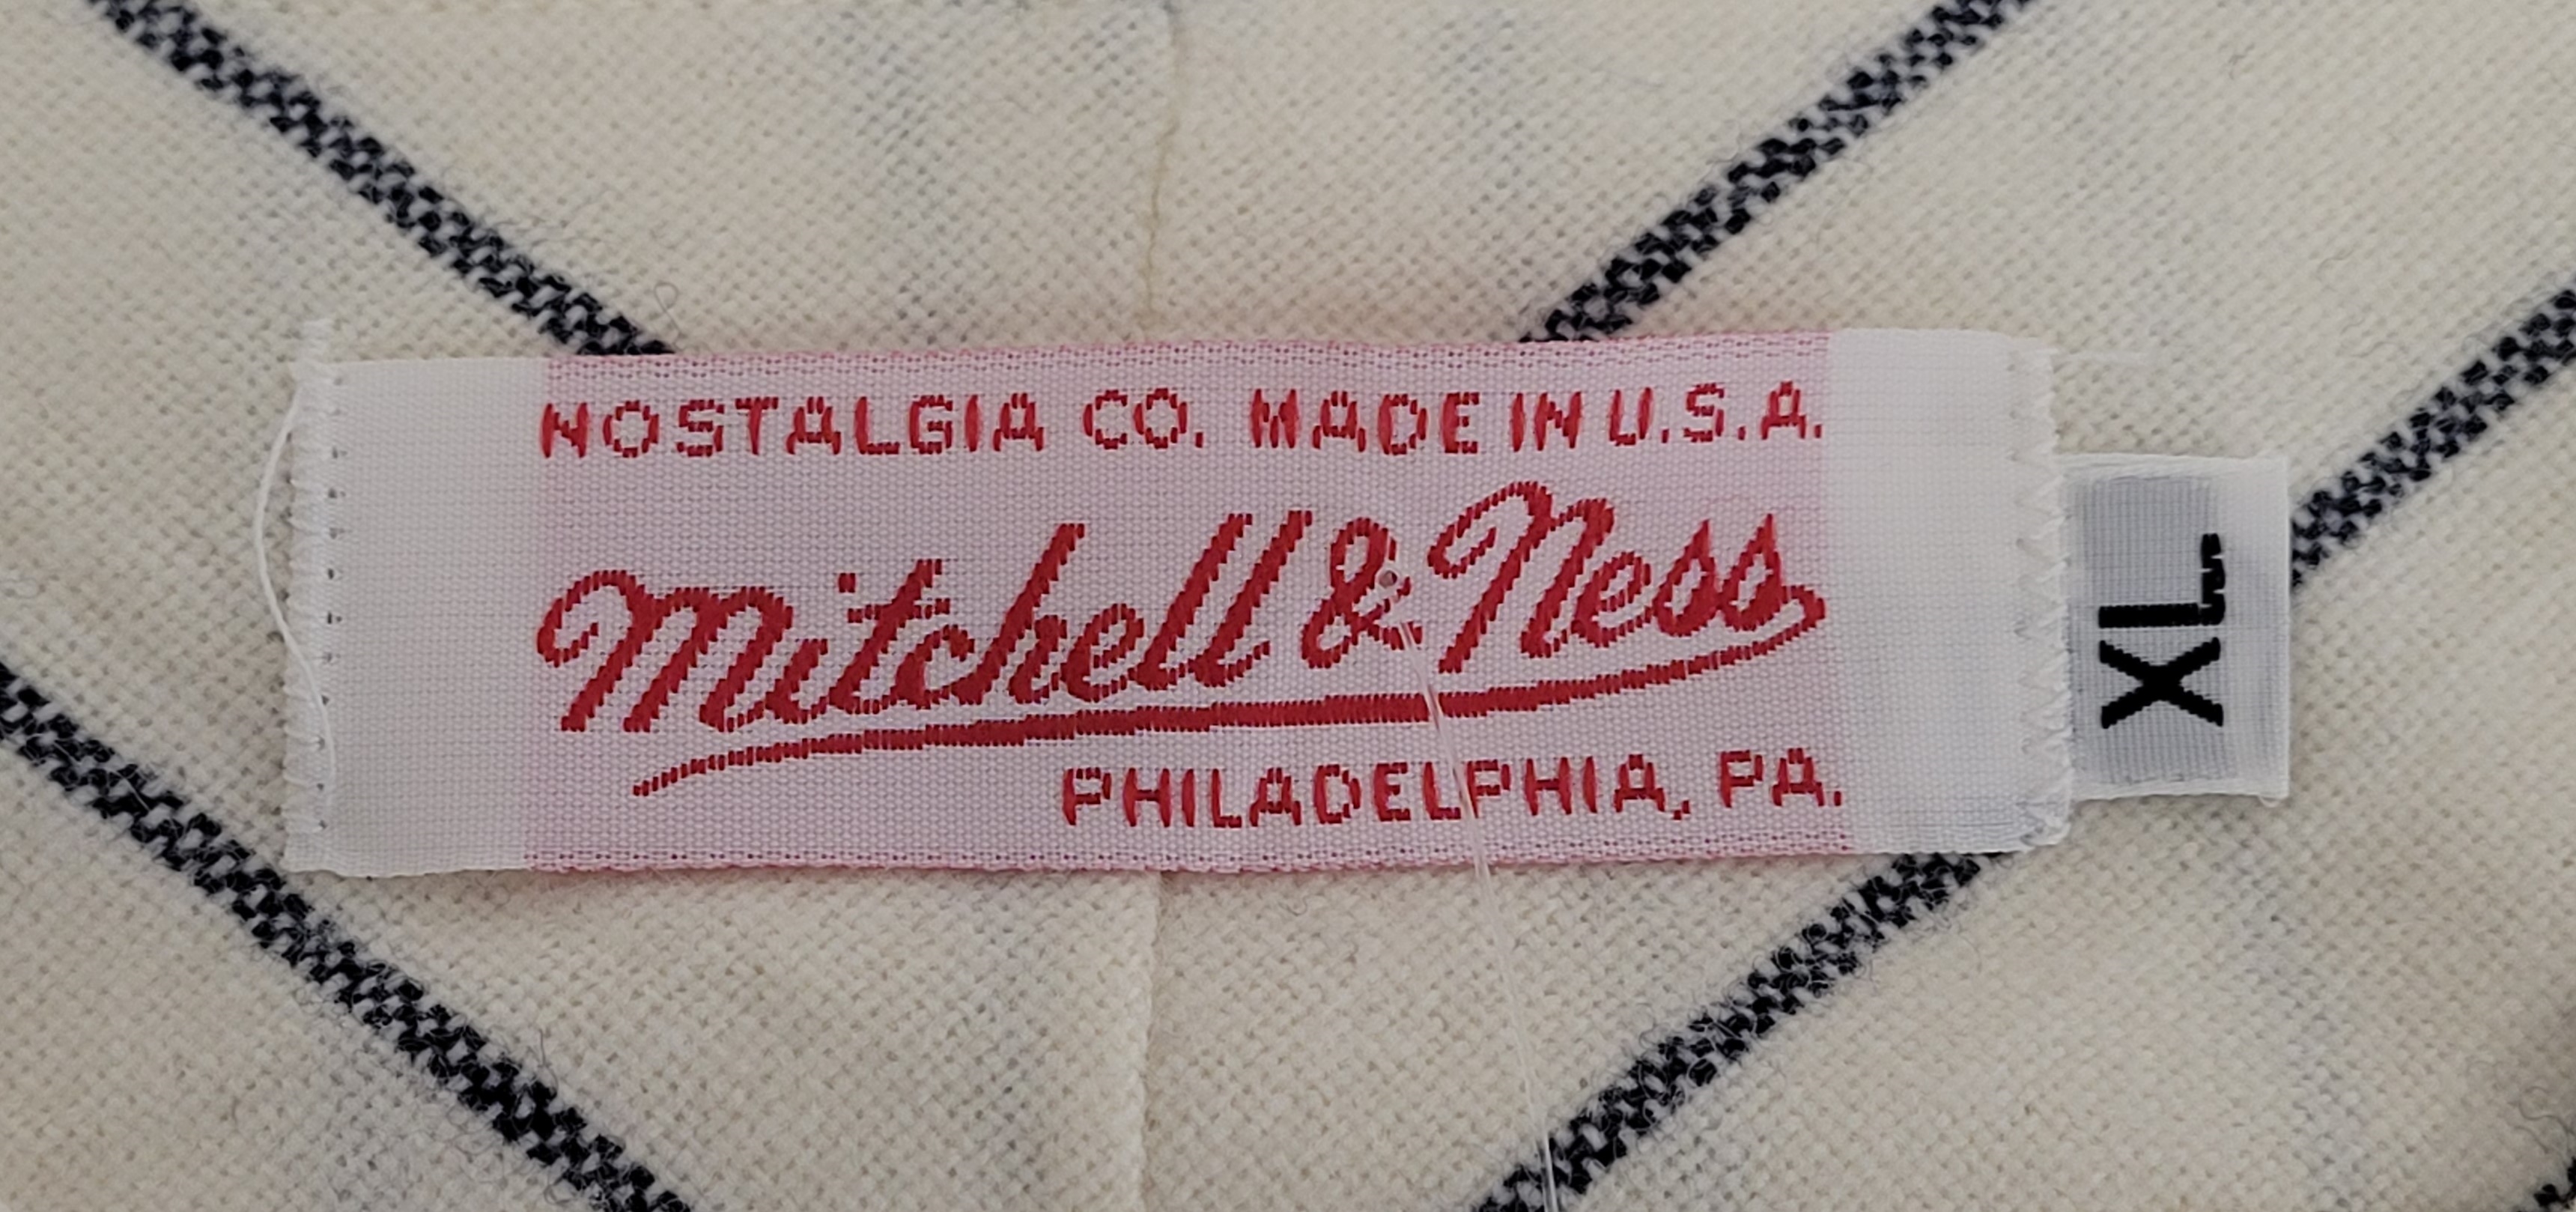 NOSTALGIA CO. MADE IN U.S.A.
Mitchell & Ness
PHILADELPHIA, PA.
XL